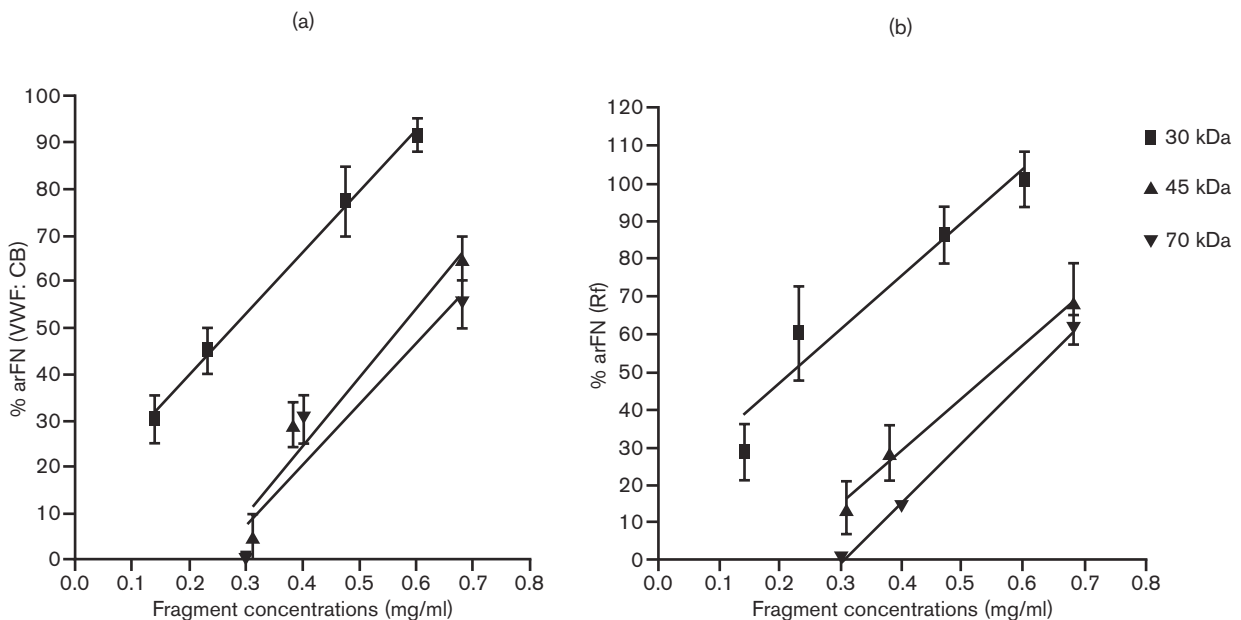 (a)
100
90
80
70
60
50
40
30
20
10
0
% arFN (VWF: CB)
0.0 0.1 0.2 0.3 0.4 0.5 0.6 0.7 0.8
Fragment concentrations (mg/ml)
(b)
120
110
100
90
80
70
60
50
40
30
20
10
0
% arFN (Rf)
0.0 0.1 0.2 0.3 0.4 0.5 0.6 0.7 0.8
Fragment concentrations (mg/ml)
30 kDa
45 kDa
70 kDa